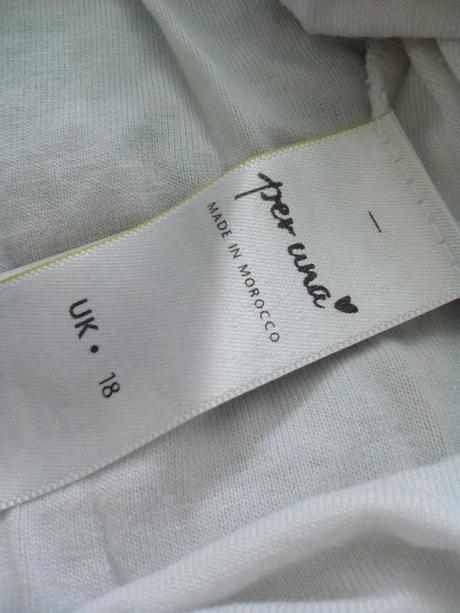 per una♥
MADE IN MOROCCO
UK • 18